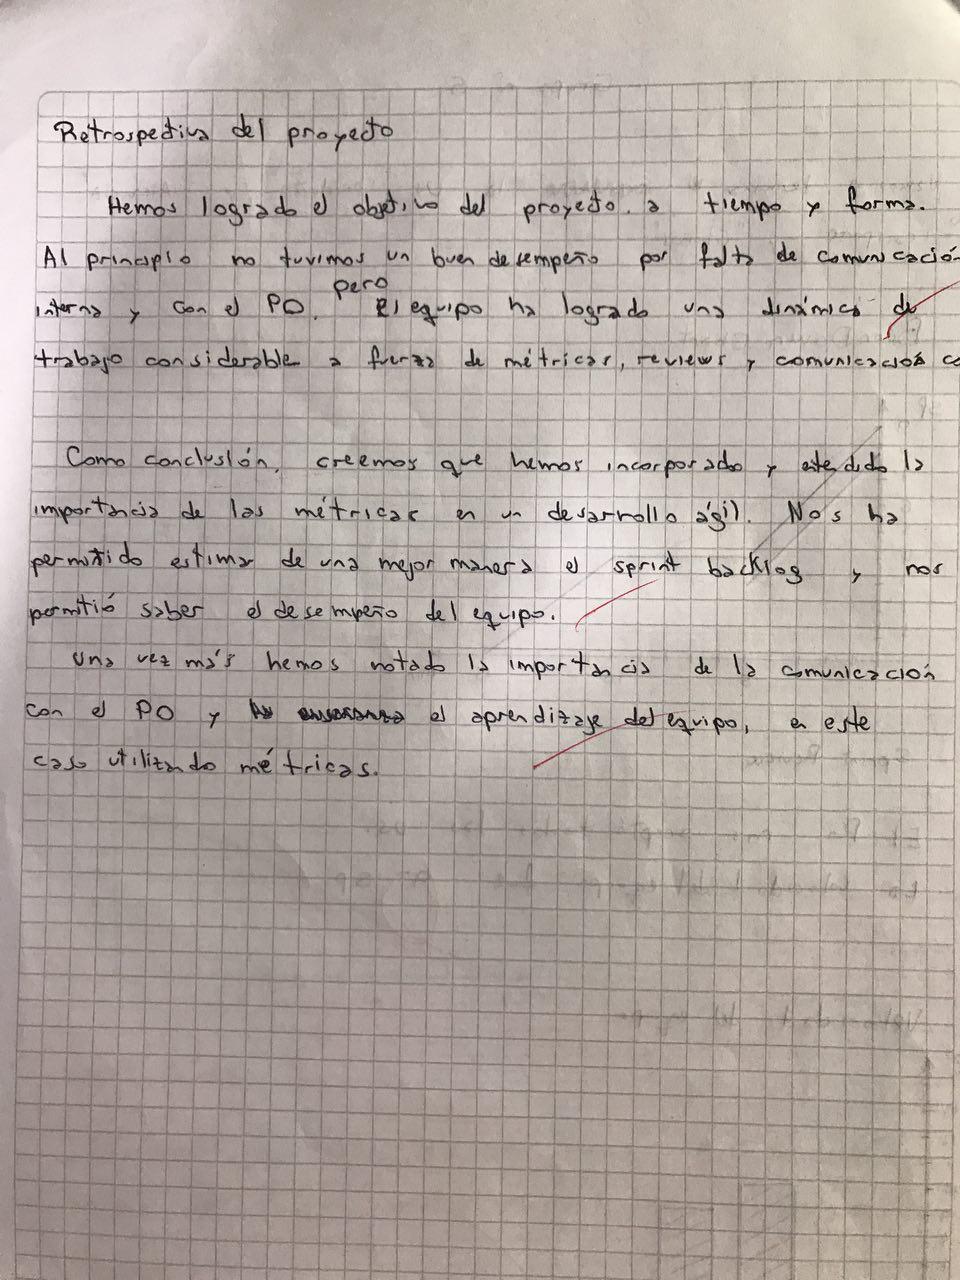 Retrospectiva del proyecto
Hemos logrado el objetivo del proyecto. a tiempo y forma.
Al principio no tuvimos un buen desempeño por falta de comunicación
interna y con el PO, pero El equipo ha logrado una dinámica de
trabajo considerable a fuerza de métricas, reviews y comunicación co
Como conclusión, creemos que hemos incorporado y entendido la
importancia de las métricas en un desarrollo ágil. Nos ha
permitido estimar de una mejor manera el sprint backlog y nos
permitió saber el desempeño del equipo.
Una vez más hemos notado la importancia de la comunicación
con el PO y el aprendizaje del equipo, en este
caso utilizando métricas.